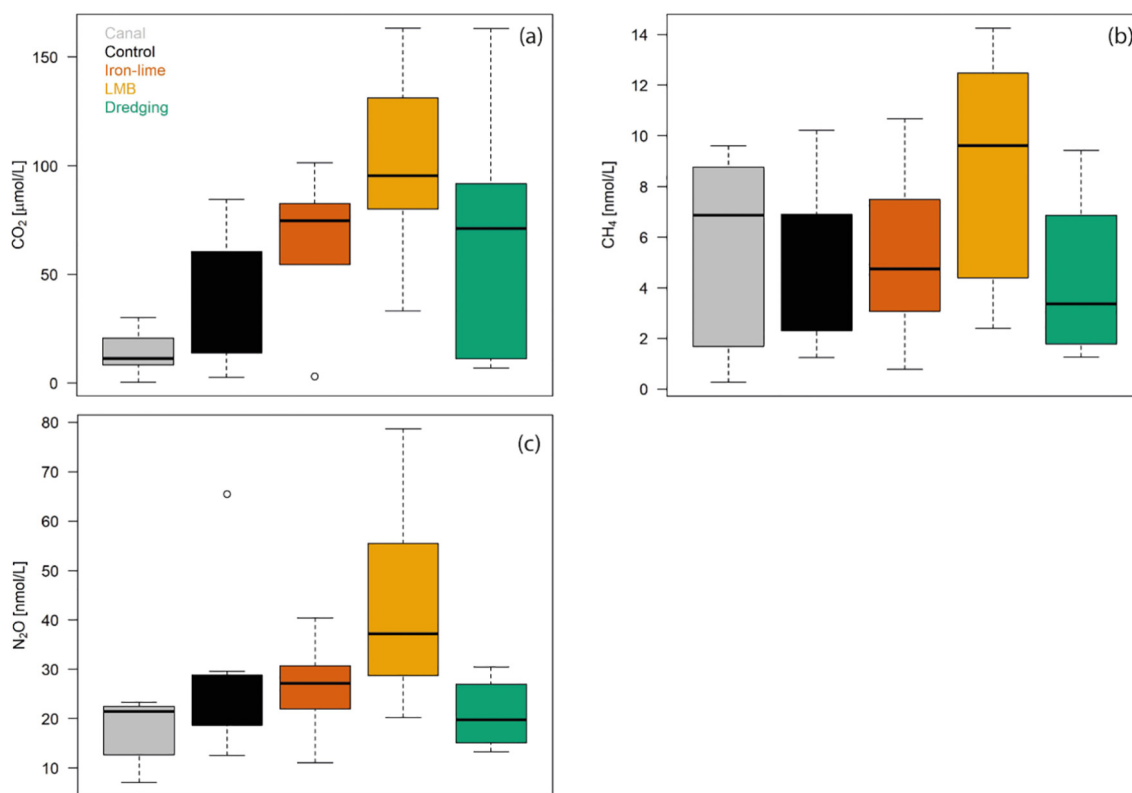 (a)
Canal
Control
Iron-lime
LMB
Dredging
CO₂ [µmol/L]
150
100
50
0
(b)
CH₄ [nmol/L]
14
12
10
8
6
4
2
0
(c)
N₂O [nmol/L]
80
70
60
50
40
30
20
10